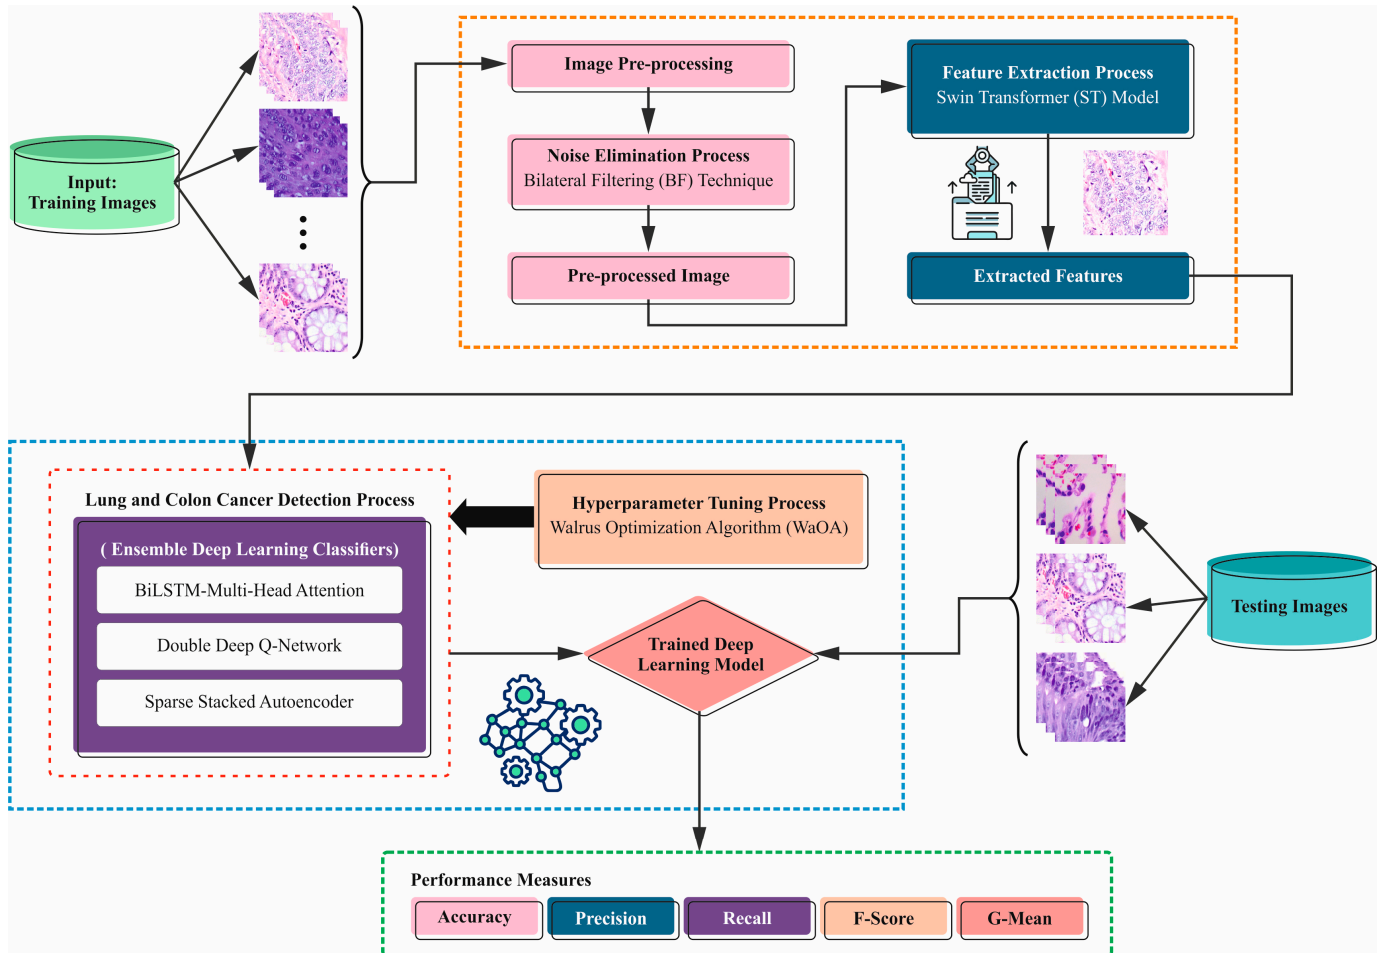 Input:
Training Images
Image Pre-processing
Noise Elimination Process
Bilateral Filtering (BF) Technique
Pre-processed Image
Feature Extraction Process
Swin Transformer (ST) Model
Extracted Features
Lung and Colon Cancer Detection Process
( Ensemble Deep Learning Classifiers)
BiLSTM-Multi-Head Attention
Double Deep Q-Network
Sparse Stacked Autoencoder
Hyperparameter Tuning Process
Walrus Optimization Algorithm (WaOA)
Trained Deep
Learning Model
Testing Images
Performance Measures
Accuracy
Precision
Recall
F-Score
G-Mean